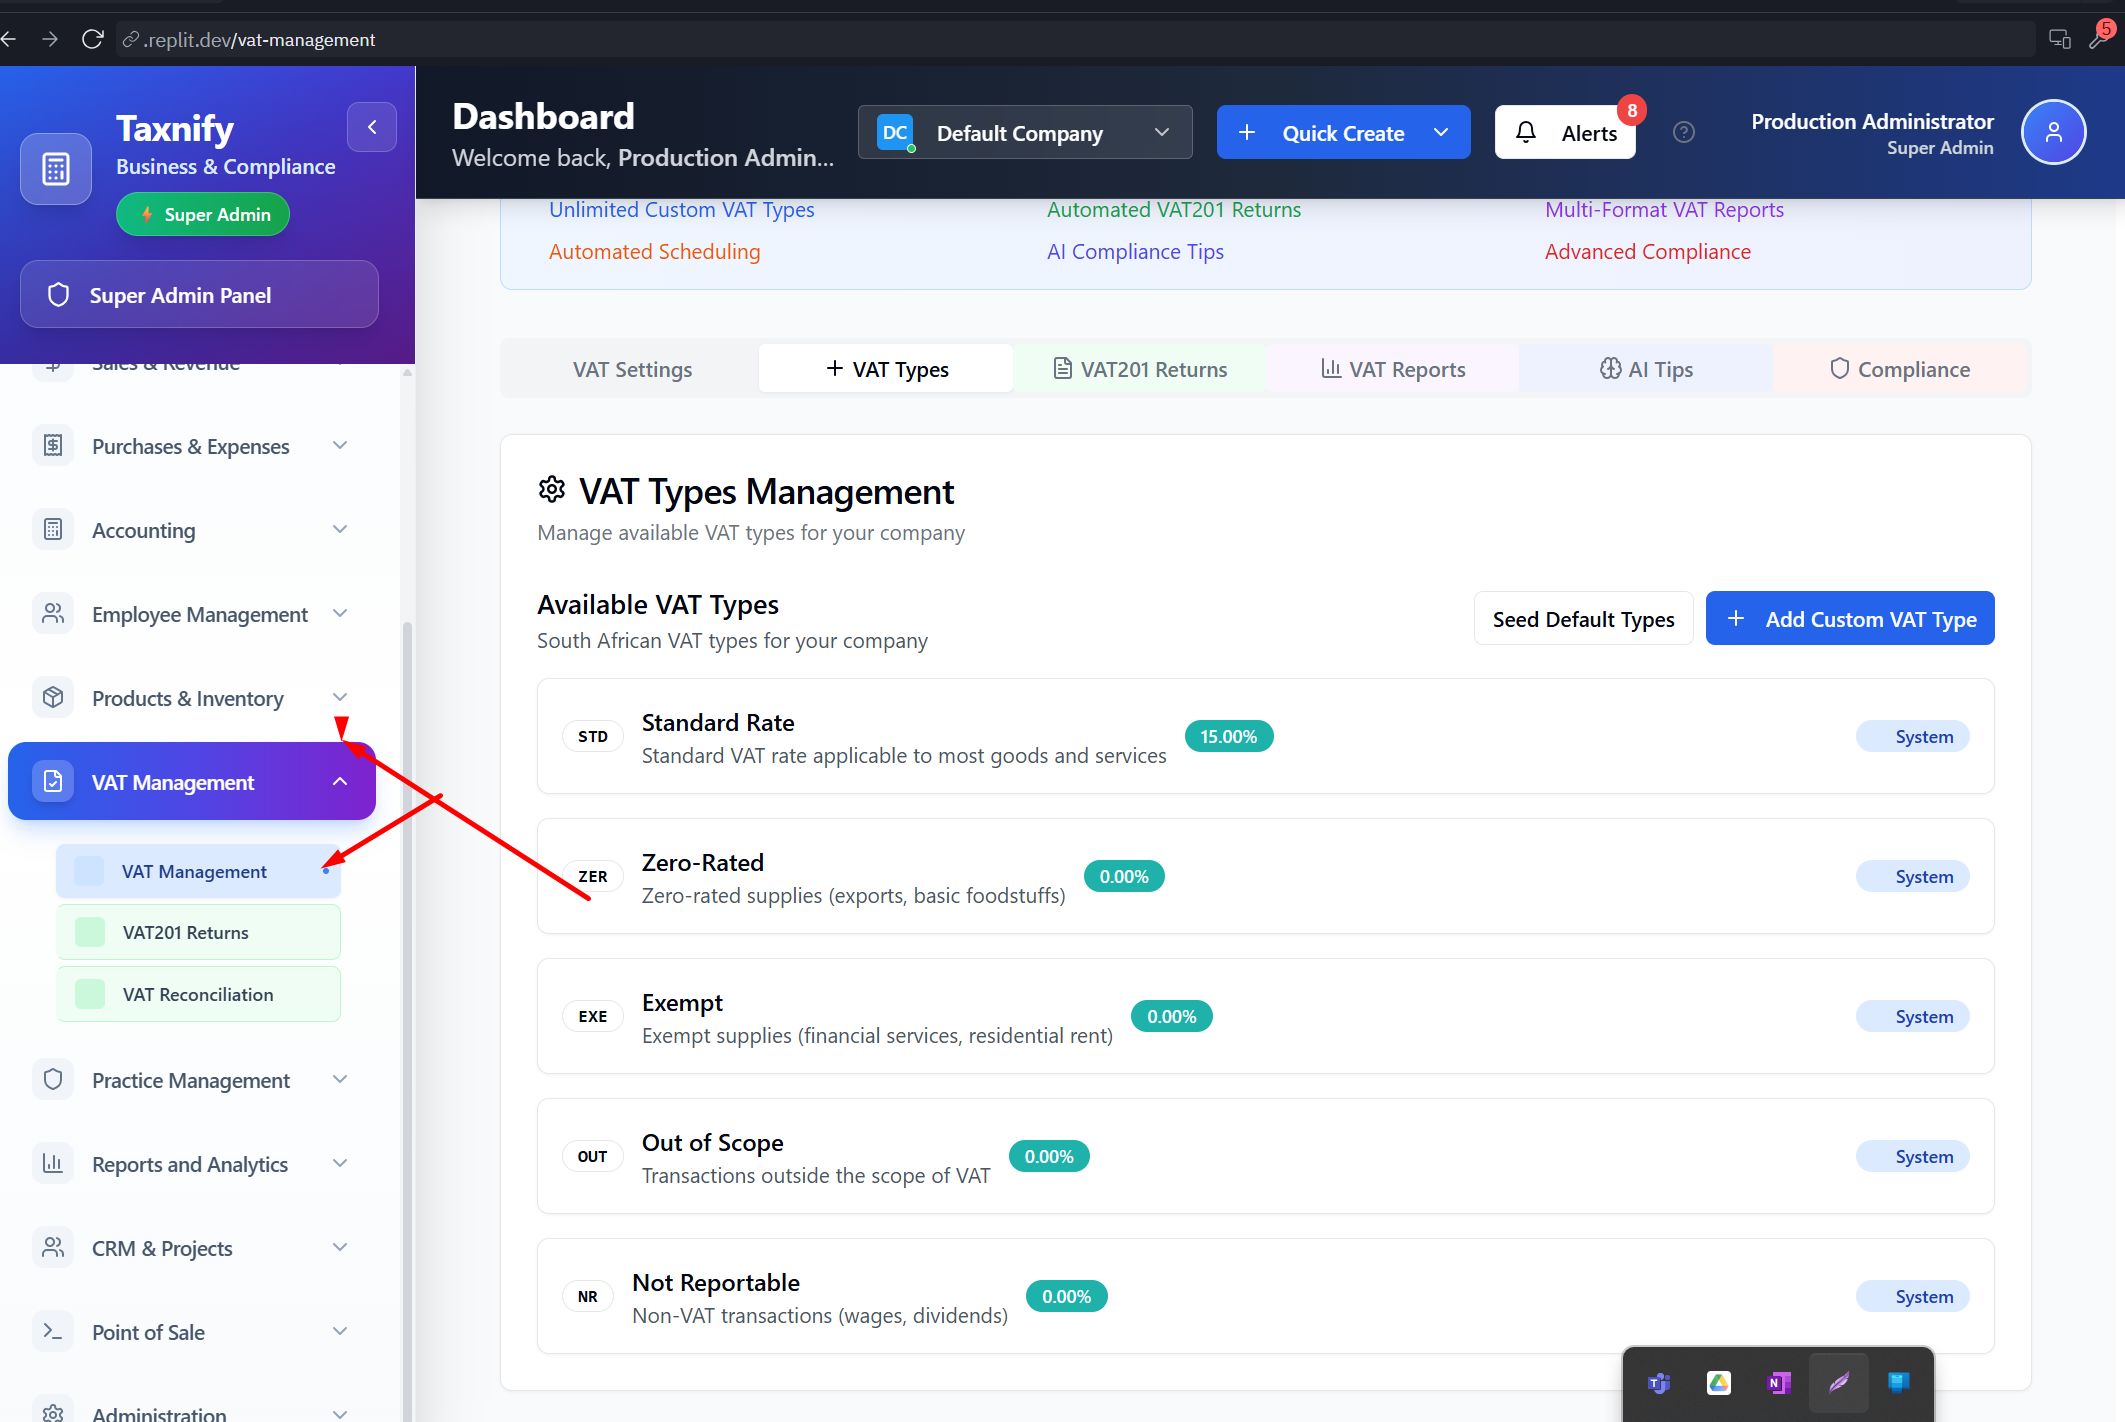 .replit.dev/vat-management
5
Taxnify
Business & Compliance
Super Admin
Super Admin Panel
Sales & Revenue
Purchases & Expenses
Accounting
Employee Management
Products & Inventory
VAT Management
VAT Management
VAT201 Returns
VAT Reconciliation
Practice Management
Reports and Analytics
CRM & Projects
Point of Sale
Administration
Dashboard
Welcome back, Production Admin...
DC Default Company
Quick Create
Alerts 8
Production Administrator
Super Admin
Unlimited Custom VAT Types Automated VAT201 Returns Multi-Format VAT Reports
Automated Scheduling AI Compliance Tips Advanced Compliance
VAT Settings VAT Types VAT201 Returns VAT Reports AI Tips Compliance
VAT Types Management
Manage available VAT types for your company
Available VAT Types
South African VAT types for your company
Seed Default Types
Add Custom VAT Type
STD Standard Rate 15.00% System
Standard VAT rate applicable to most goods and services
ZER Zero-Rated 0.00% System
Zero-rated supplies (exports, basic foodstuffs)
EXE Exempt 0.00% System
Exempt supplies (financial services, residential rent)
OUT Out of Scope 0.00% System
Transactions outside the scope of VAT
NR Not Reportable 0.00% System
Non-VAT transactions (wages, dividends)